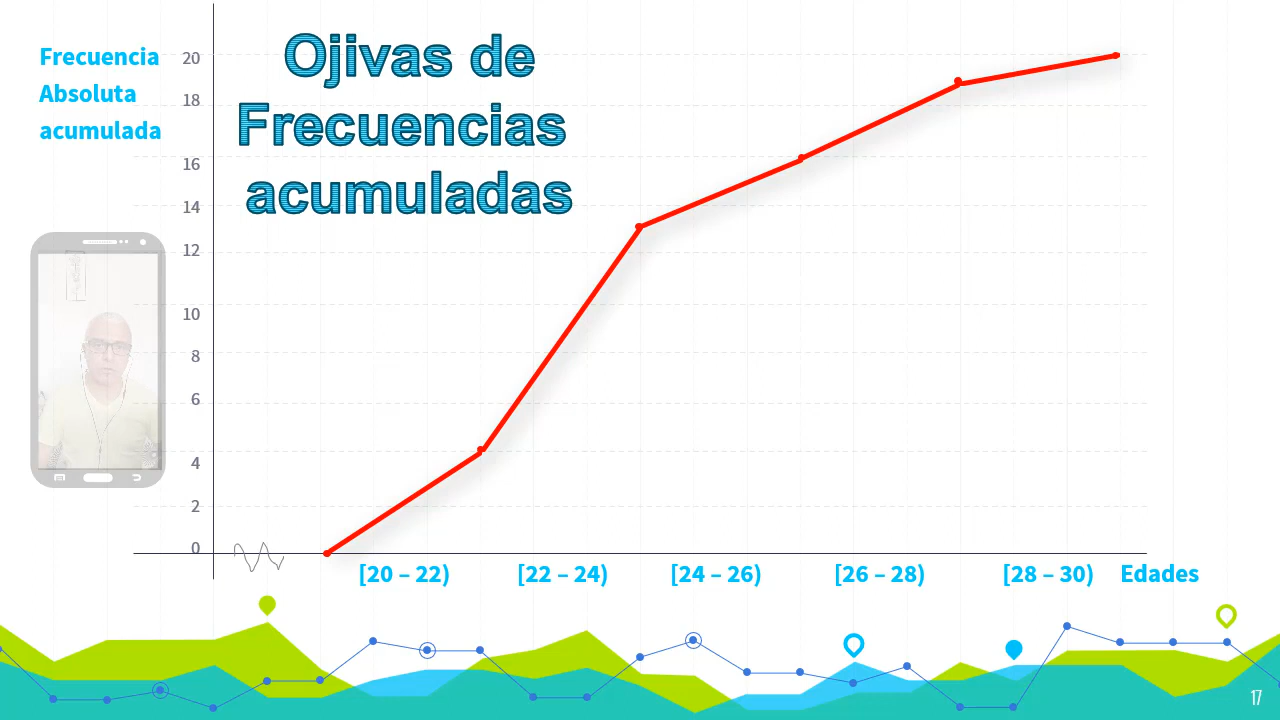 Frecuencia
Absoluta
acumulada
Ojivas de
Frecuencias
acumuladas
20
18
16
14
12
10
8
6
4
2
0
[20 – 22)
[22 – 24)
[24 – 26)
[26 – 28)
[28 – 30)
Edades
17